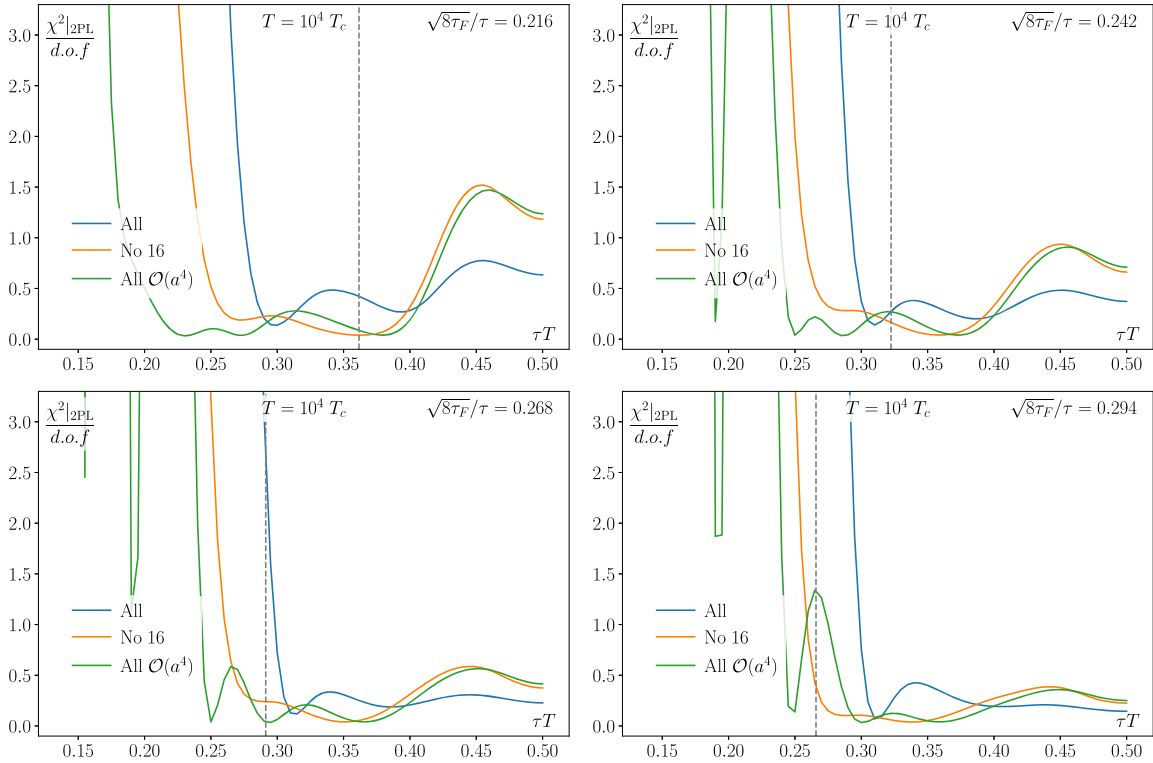 χ²|₂PL / d.o.f
T = 10⁴ T_c
√8τ_F/τ = 0.216
3.0
2.5
2.0
1.5
1.0
0.5
0.0
All
No 16
All 𝒪(a⁴)
τT
0.15 0.20 0.25 0.30 0.35 0.40 0.45 0.50
χ²|₂PL / d.o.f
T = 10⁴ T_c
√8τ_F/τ = 0.242
3.0
2.5
2.0
1.5
1.0
0.5
0.0
All
No 16
All 𝒪(a⁴)
τT
0.15 0.20 0.25 0.30 0.35 0.40 0.45 0.50
χ²|₂PL / d.o.f
T = 10⁴ T_c
√8τ_F/τ = 0.268
3.0
2.5
2.0
1.5
1.0
0.5
0.0
All
No 16
All 𝒪(a⁴)
τT
0.15 0.20 0.25 0.30 0.35 0.40 0.45 0.50
χ²|₂PL / d.o.f
T = 10⁴ T_c
√8τ_F/τ = 0.294
3.0
2.5
2.0
1.5
1.0
0.5
0.0
All
No 16
All 𝒪(a⁴)
τT
0.15 0.20 0.25 0.30 0.35 0.40 0.45 0.50